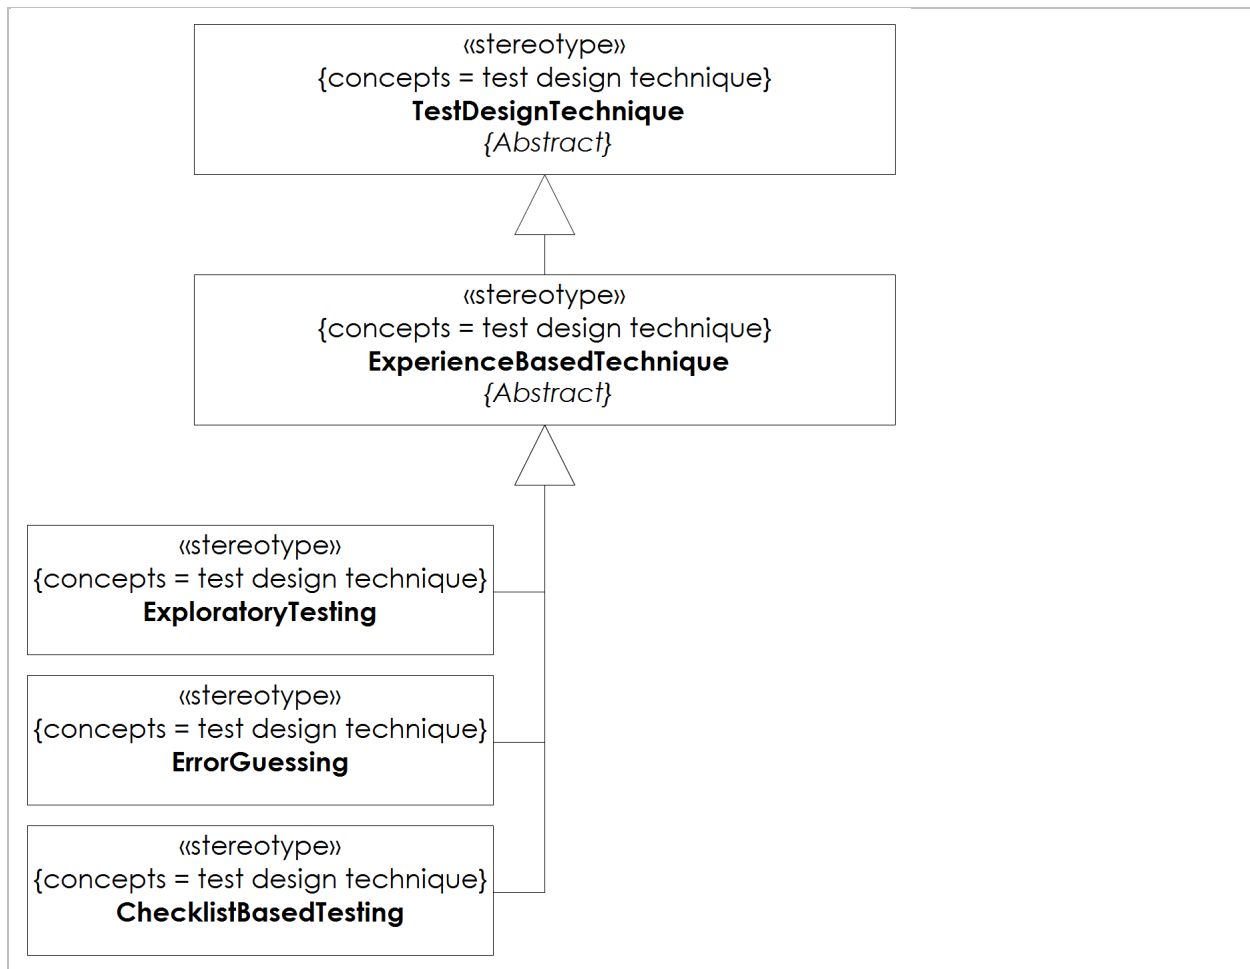 «stereotype»
{concepts = test design technique}
TestDesignTechnique
{Abstract}
«stereotype»
{concepts = test design technique}
ExperienceBasedTechnique
{Abstract}
«stereotype»
{concepts = test design technique}
ExploratoryTesting
«stereotype»
{concepts = test design technique}
ErrorGuessing
«stereotype»
{concepts = test design technique}
ChecklistBasedTesting